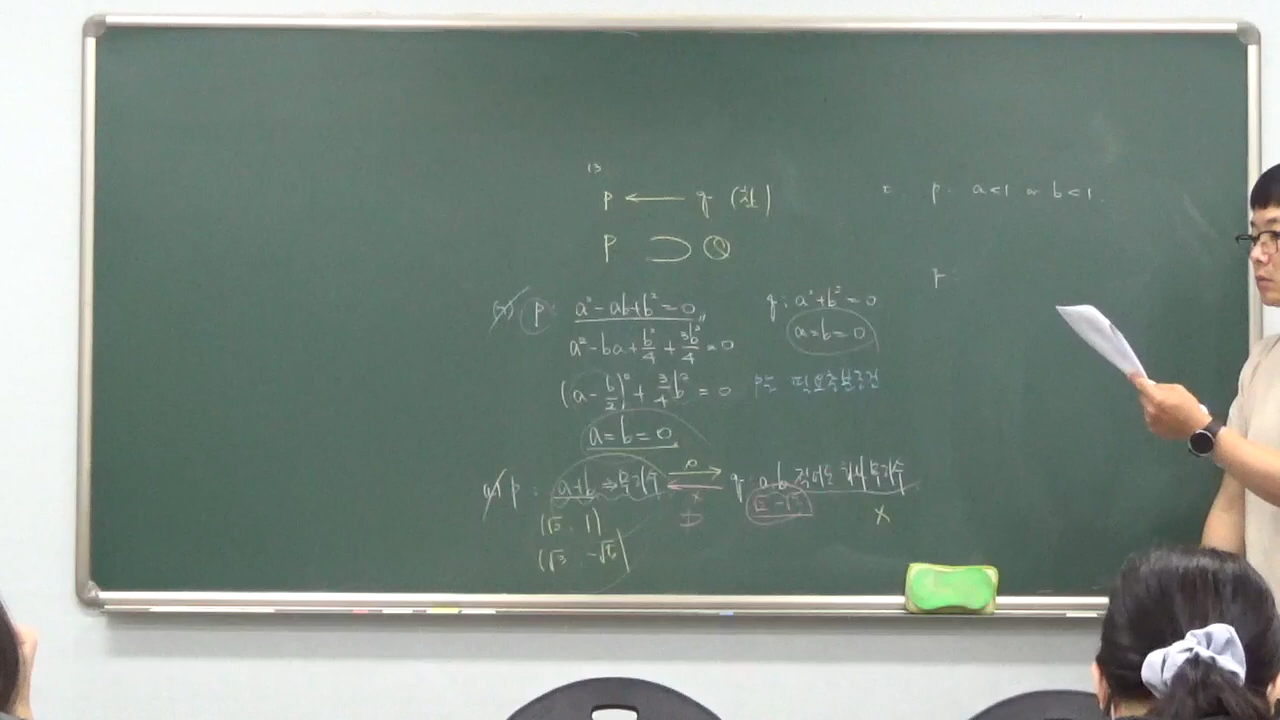 13
p ← q (참)
P ⊃ Q
p: a²-ab+b²=0
q: a²+b²=0
a²-ba+b²/4+3b²/4=0
a=b=0
(a-b/2)²+3/4b²=0
p는 필요충분조건
a=b=0
p: a+b ⇒ 무리수
q: a, b 적어도 하나 무리수
x
(√3, -√3)
ㄷ p: a<1 or b<1.